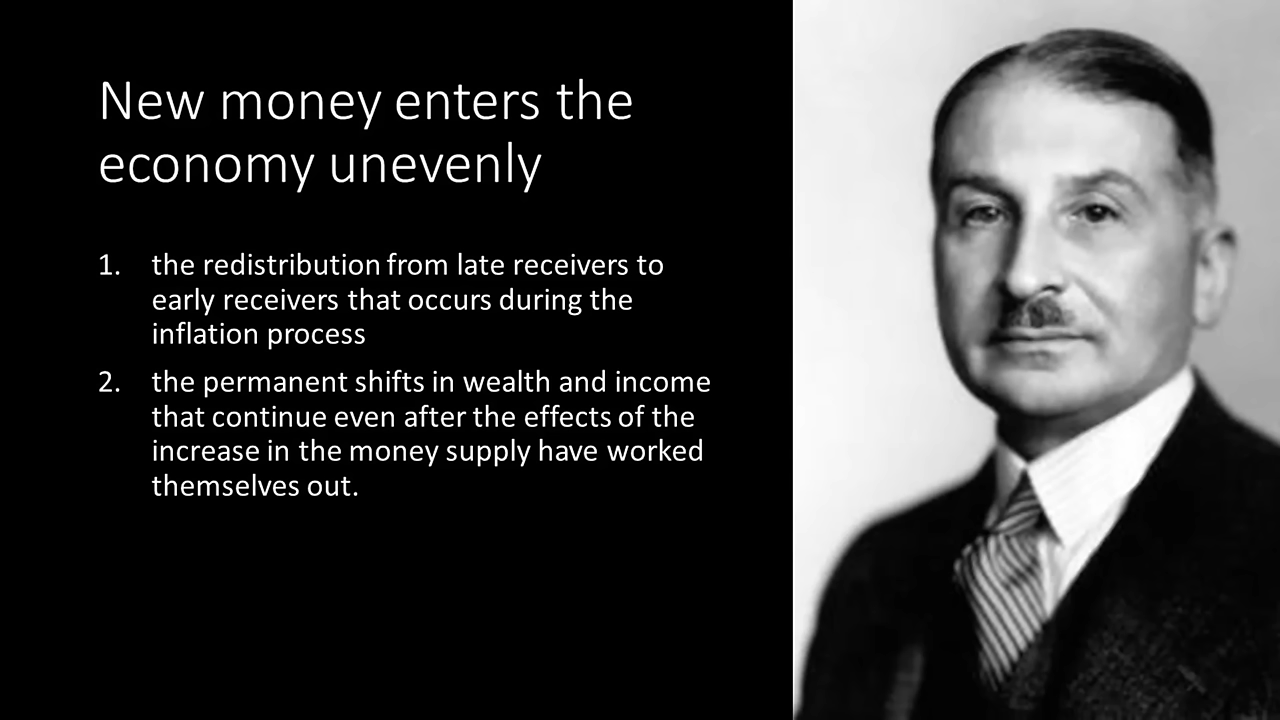 New money enters the
economy unevenly
1. the redistribution from late receivers to
early receivers that occurs during the
inflation process
2. the permanent shifts in wealth and income
that continue even after the effects of the
increase in the money supply have worked
themselves out.